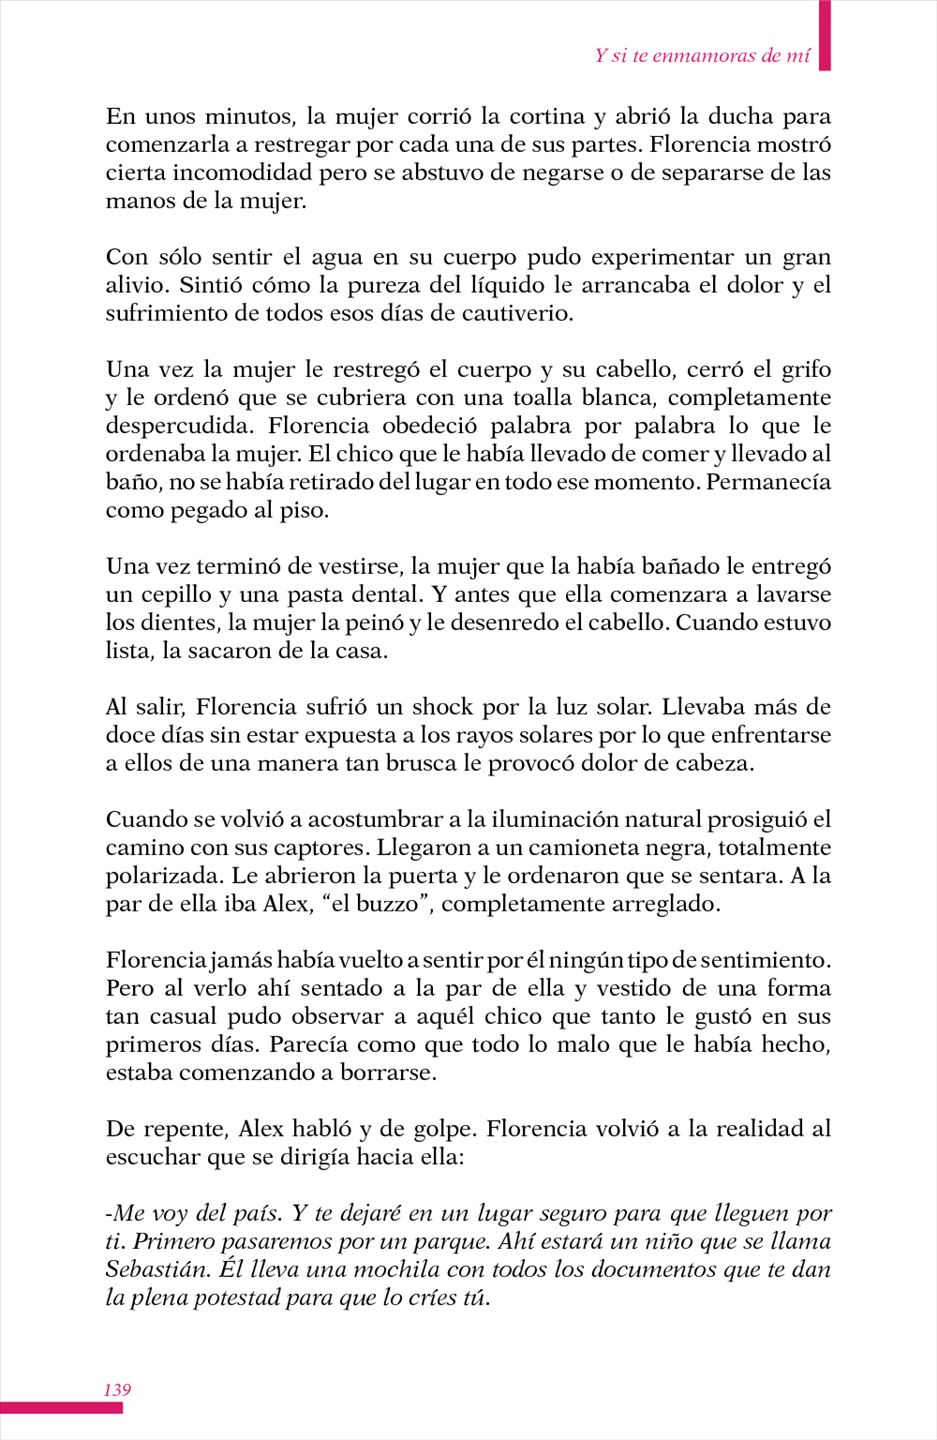 Y si te enmamoras de mí
En unos minutos, la mujer corrió la cortina y abrió la ducha para
comenzarla a restregar por cada una de sus partes. Florencia mostró
cierta incomodidad pero se abstuvo de negarse o de separarse de las
manos de la mujer.
Con sólo sentir el agua en su cuerpo pudo experimentar un gran
alivio. Sintió cómo la pureza del líquido le arrancaba el dolor y el
sufrimiento de todos esos días de cautiverio.
Una vez la mujer le restregó el cuerpo y su cabello, cerró el grifo
y le ordenó que se cubriera con una toalla blanca, completamente
despercudida. Florencia obedeció palabra por palabra lo que le
ordenaba la mujer. El chico que le había llevado de comer y llevado al
baño, no se había retirado del lugar en todo ese momento. Permanecía
como pegado al piso.
Una vez terminó de vestirse, la mujer que la había bañado le entregó
un cepillo y una pasta dental. Y antes que ella comenzara a lavarse
los dientes, la mujer la peinó y le desenredo el cabello. Cuando estuvo
lista, la sacaron de la casa.
Al salir, Florencia sufrió un shock por la luz solar. Llevaba más de
doce días sin estar expuesta a los rayos solares por lo que enfrentarse
a ellos de una manera tan brusca le provocó dolor de cabeza.
Cuando se volvió a acostumbrar a la iluminación natural prosiguió el
camino con sus captores. Llegaron a un camioneta negra, totalmente
polarizada. Le abrieron la puerta y le ordenaron que se sentara. A la
par de ella iba Alex, “el buzzo”, completamente arreglado.
Florencia jamás había vuelto a sentir por él ningún tipo de sentimiento.
Pero al verlo ahí sentado a la par de ella y vestido de una forma
tan casual pudo observar a aquél chico que tanto le gustó en sus
primeros días. Parecía como que todo lo malo que le había hecho,
estaba comenzando a borrarse.
De repente, Alex habló y de golpe. Florencia volvió a la realidad al
escuchar que se dirigía hacia ella:
-Me voy del país. Y te dejaré en un lugar seguro para que lleguen por
ti. Primero pasaremos por un parque. Ahí estará un niño que se llama
Sebastián. Él lleva una mochila con todos los documentos que te dan
la plena potestad para que lo críes tú.
139